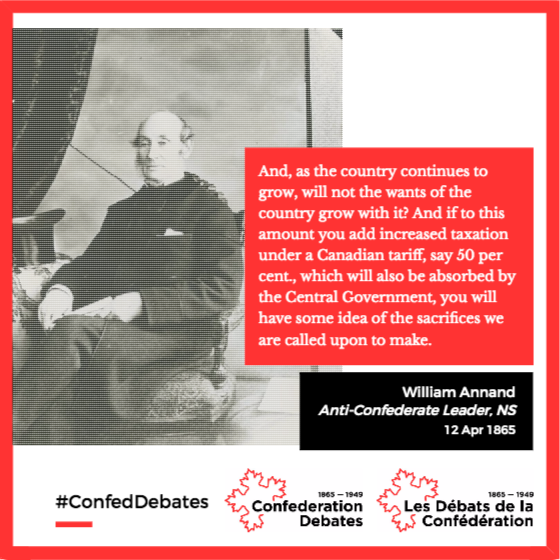 And, as the country continues to
grow, will not the wants of the
country grow with it? And if to this
amount you add increased taxation
under a Canadian tariff, say 50 per
cent., which will also be absorbed by
the Central Government, you will
have some idea of the sacrifices we
are called upon to make.
William Annand
Anti-Confederate Leader, NS
12 Apr 1865
#ConfedDebates
1865 — 1949
Confederation
Debates
1865 — 1949
Les Débats de la
Confédération